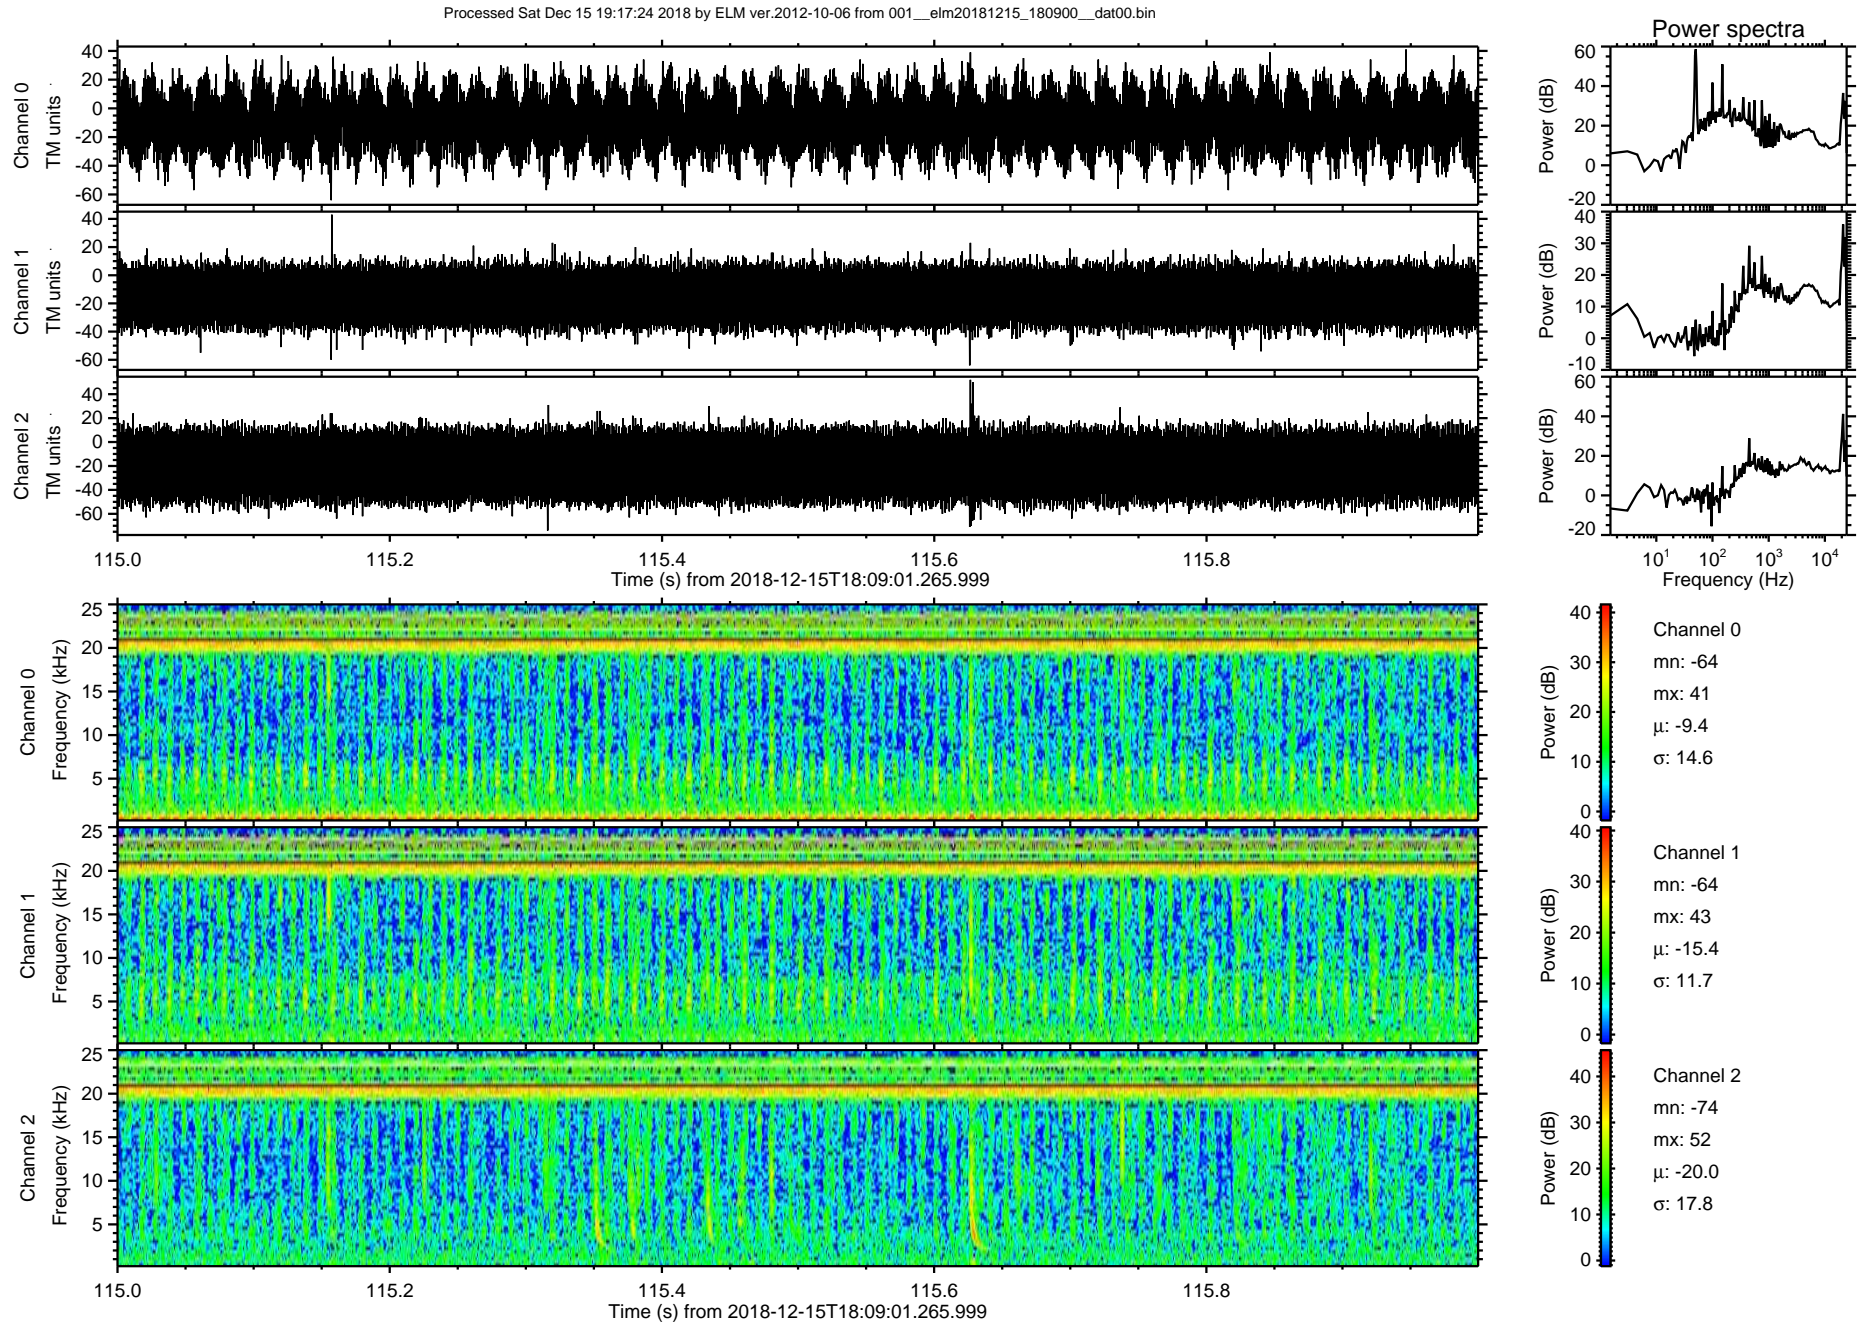 Processed Sat Dec 15 19:17:24 2018 by ELM ver.2012-10-06 from 001__elm20181215_180900__dat00.bin
Power spectra
Channel 0
TM units
40
20
0
-20
-40
-60
Power (dB)
60
40
20
0
-20
Channel 1
TM units
40
20
0
-20
-40
-60
Power (dB)
40
30
20
10
0
-10
Channel 2
TM units
40
20
0
-20
-40
-60
Power (dB)
60
40
20
0
-20
115.0 115.2 115.4 115.6 115.8
Time (s) from 2018-12-15T18:09:01.265.999
10¹ 10² 10³ 10⁴
Frequency (Hz)
Channel 0
Frequency (kHz)
25
20
15
10
5
Power (dB)
40
30
20
10
0
Channel 0
mn: -64
mx: 41
μ: -9.4
σ: 14.6
Channel 1
Frequency (kHz)
25
20
15
10
5
Power (dB)
40
30
20
10
0
Channel 1
mn: -64
mx: 43
μ: -15.4
σ: 11.7
Channel 2
Frequency (kHz)
25
20
15
10
5
Power (dB)
40
30
20
10
0
Channel 2
mn: -74
mx: 52
μ: -20.0
σ: 17.8
115.0 115.2 115.4 115.6 115.8
Time (s) from 2018-12-15T18:09:01.265.999